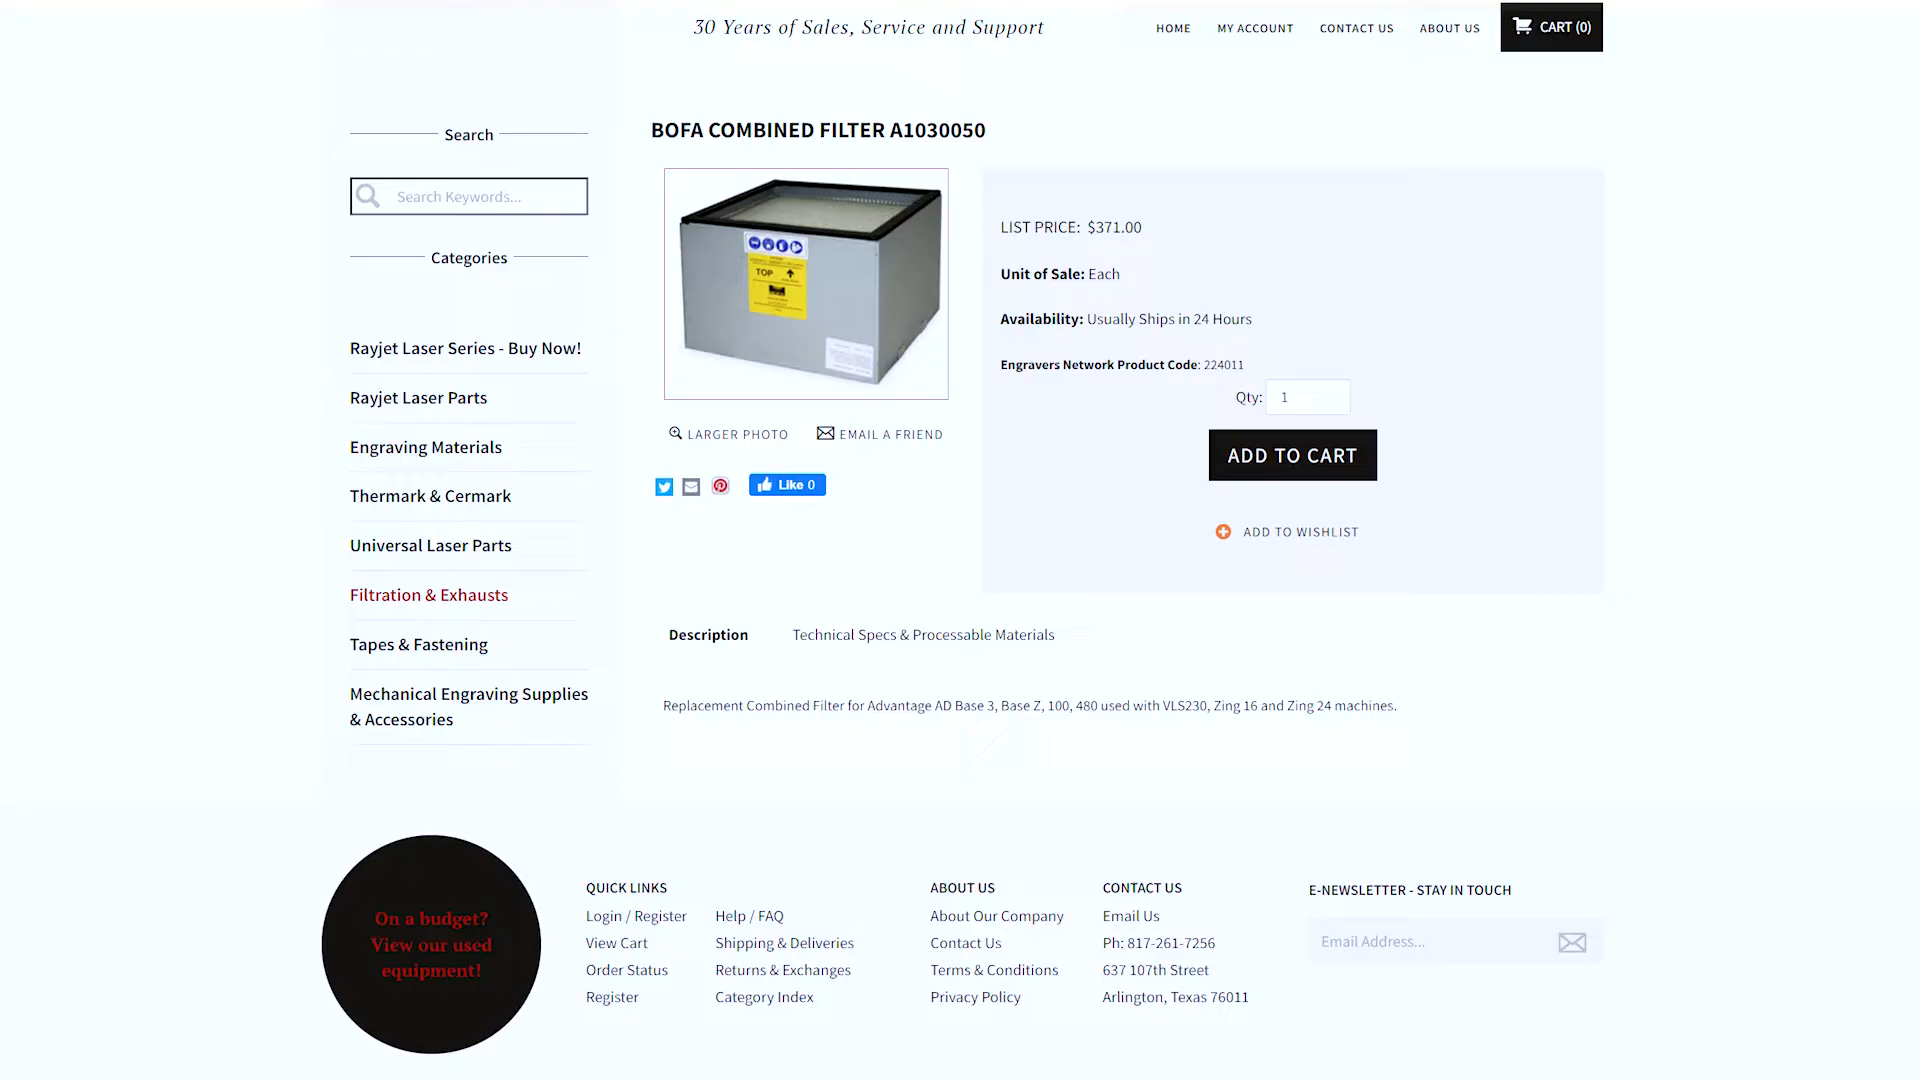 30 Years of Sales, Service and Support
HOME
MY ACCOUNT
CONTACT US
ABOUT US
CART (0)
Search
Search Keywords...
Categories
Rayjet Laser Series - Buy Now!
Rayjet Laser Parts
Engraving Materials
Thermark & Cermark
Universal Laser Parts
Filtration & Exhausts
Tapes & Fastening
Mechanical Engraving Supplies
& Accessories
BOFA COMBINED FILTER A1030050
TOP
LARGER PHOTO
EMAIL A FRIEND
Like 0
LIST PRICE: $371.00
Unit of Sale: Each
Availability: Usually Ships in 24 Hours
Engravers Network Product Code: 224011
Qty: 1
ADD TO CART
ADD TO WISHLIST
Description
Technical Specs & Processable Materials
Replacement Combined Filter for Advantage AD Base 3, Base Z, 100, 480 used with VLS230, Zing 16 and Zing 24 machines.
On a budget?
View our used
equipment!
QUICK LINKS
Login / Register
View Cart
Order Status
Register
Help / FAQ
Shipping & Deliveries
Returns & Exchanges
Category Index
ABOUT US
About Our Company
Contact Us
Terms & Conditions
Privacy Policy
CONTACT US
Email Us
Ph: 817-261-7256
637 107th Street
Arlington, Texas 76011
E-NEWSLETTER - STAY IN TOUCH
Email Address...